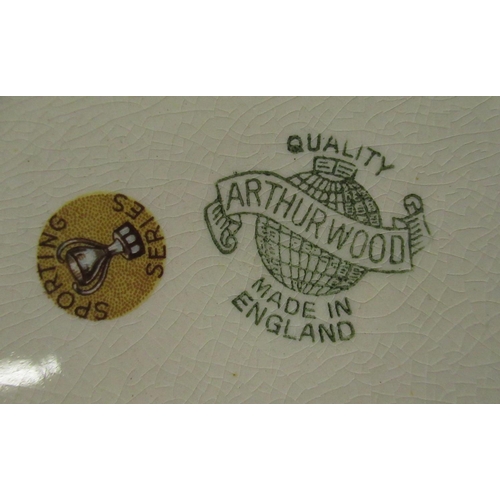 SPORTING
SERIES
QUALITY
ARTHUR WOOD
MADE IN
ENGLAND